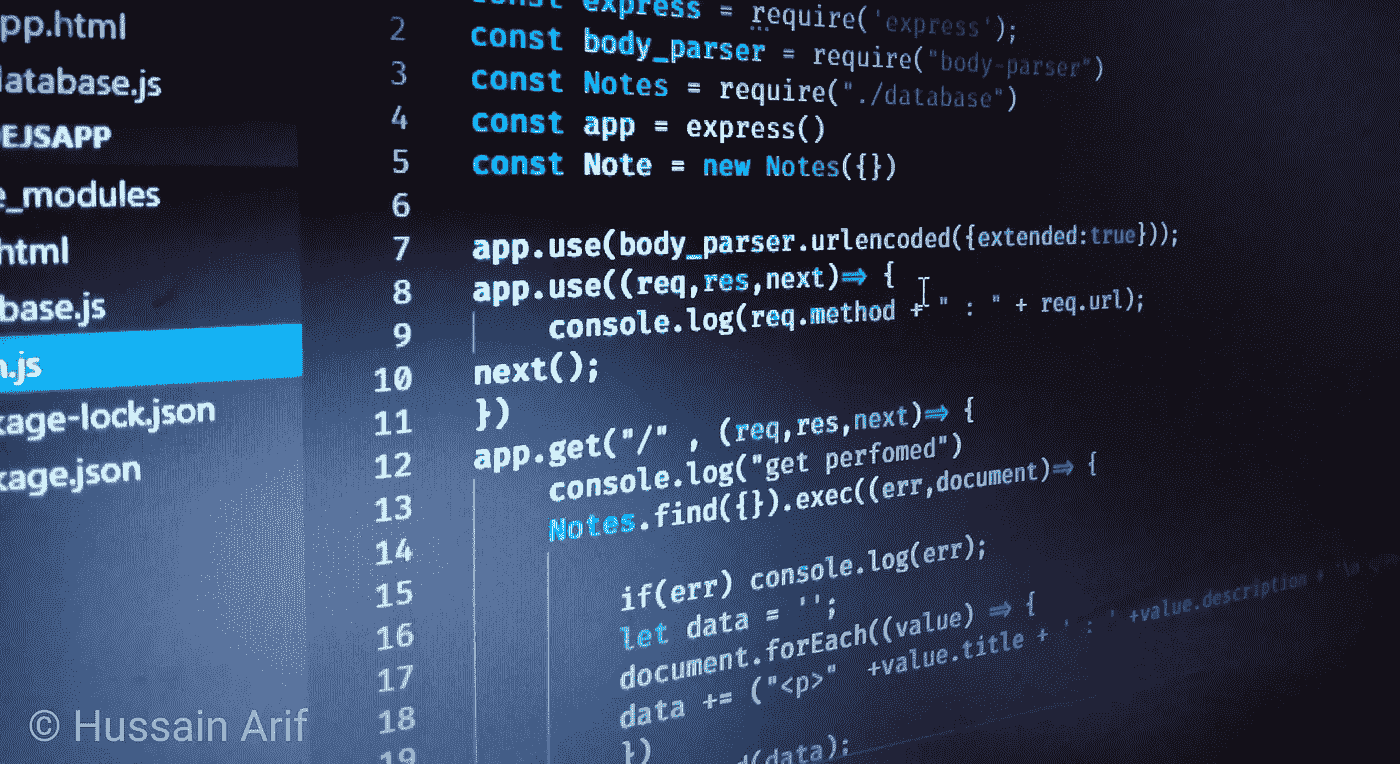 pp.html
database.js
EJSAPP
e_modules
html
base.js
.js
kage-lock.json
kage.json
const express = require('express');
2 const body_parser = require("body-parser")
3 const Notes = require("./database")
4 const app = express()
5 const Note = new Notes({})
6
7 app.use(body_parser.urlencoded({extended:true}));
8 app.use((req,res,next)=> {
9 console.log(req.method + " : " + req.url);
10 next();
11 })
12 app.get("/" , (req,res,next)=> {
13 console.log("get perfomed")
14 Notes.find({}).exec((err,document)=> {
15 if(err) console.log(err);
16 let data = '';
17 document.forEach((value) => {
18 data += ("<p>" +value.title + ' : ' +value.description + '\n
19 })
(data);
© Hussain Arif